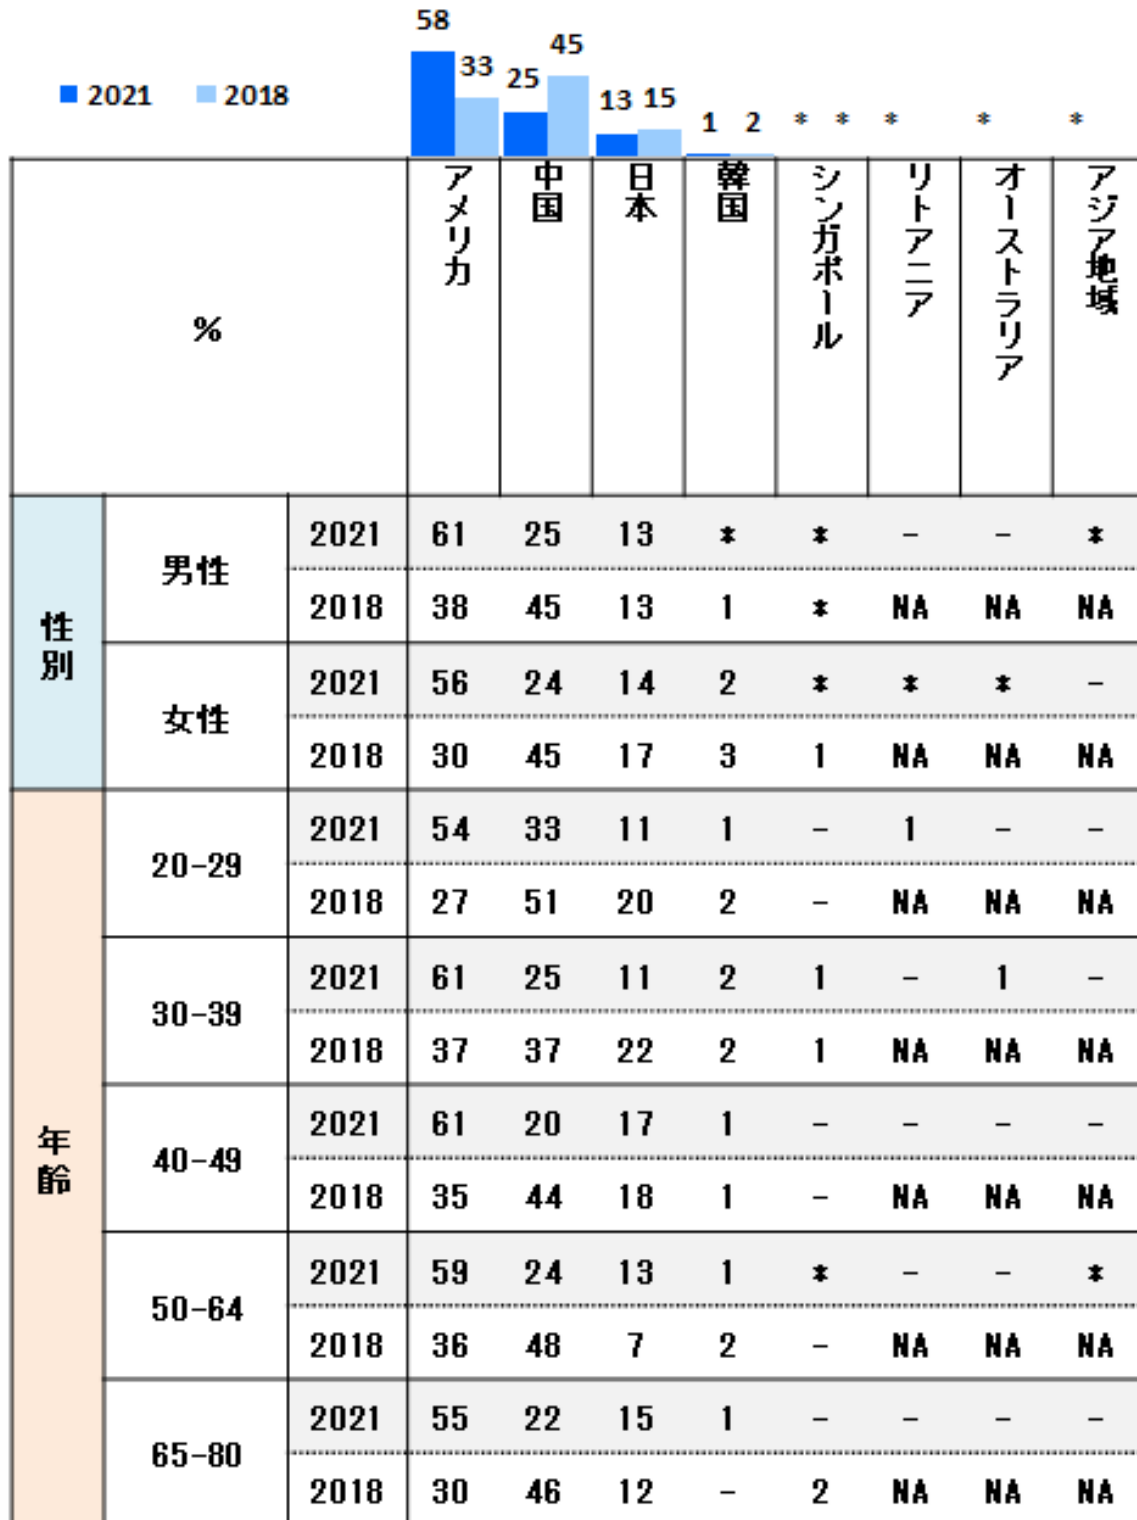 58 33 25 45 13 15 1 2 * * * * *
2021 2018
% アメリカ 中国 日本 韓国 シンガポール リトアニア オーストラリア アジア地域
性別 男性 2021 61 25 13 * * - - *
2018 38 45 13 1 * NA NA NA
女性 2021 56 24 14 2 * * * -
2018 30 45 17 3 1 NA NA NA
年齢 20-29 2021 54 33 11 1 - 1 - -
2018 27 51 20 2 - NA NA NA
30-39 2021 61 25 11 2 1 - 1 -
2018 37 37 22 2 1 NA NA NA
40-49 2021 61 20 17 1 - - - -
2018 35 44 18 1 - NA NA NA
50-64 2021 59 24 13 1 * - - *
2018 36 48 7 2 - NA NA NA
65-80 2021 55 22 15 1 - - - -
2018 30 46 12 - 2 NA NA NA